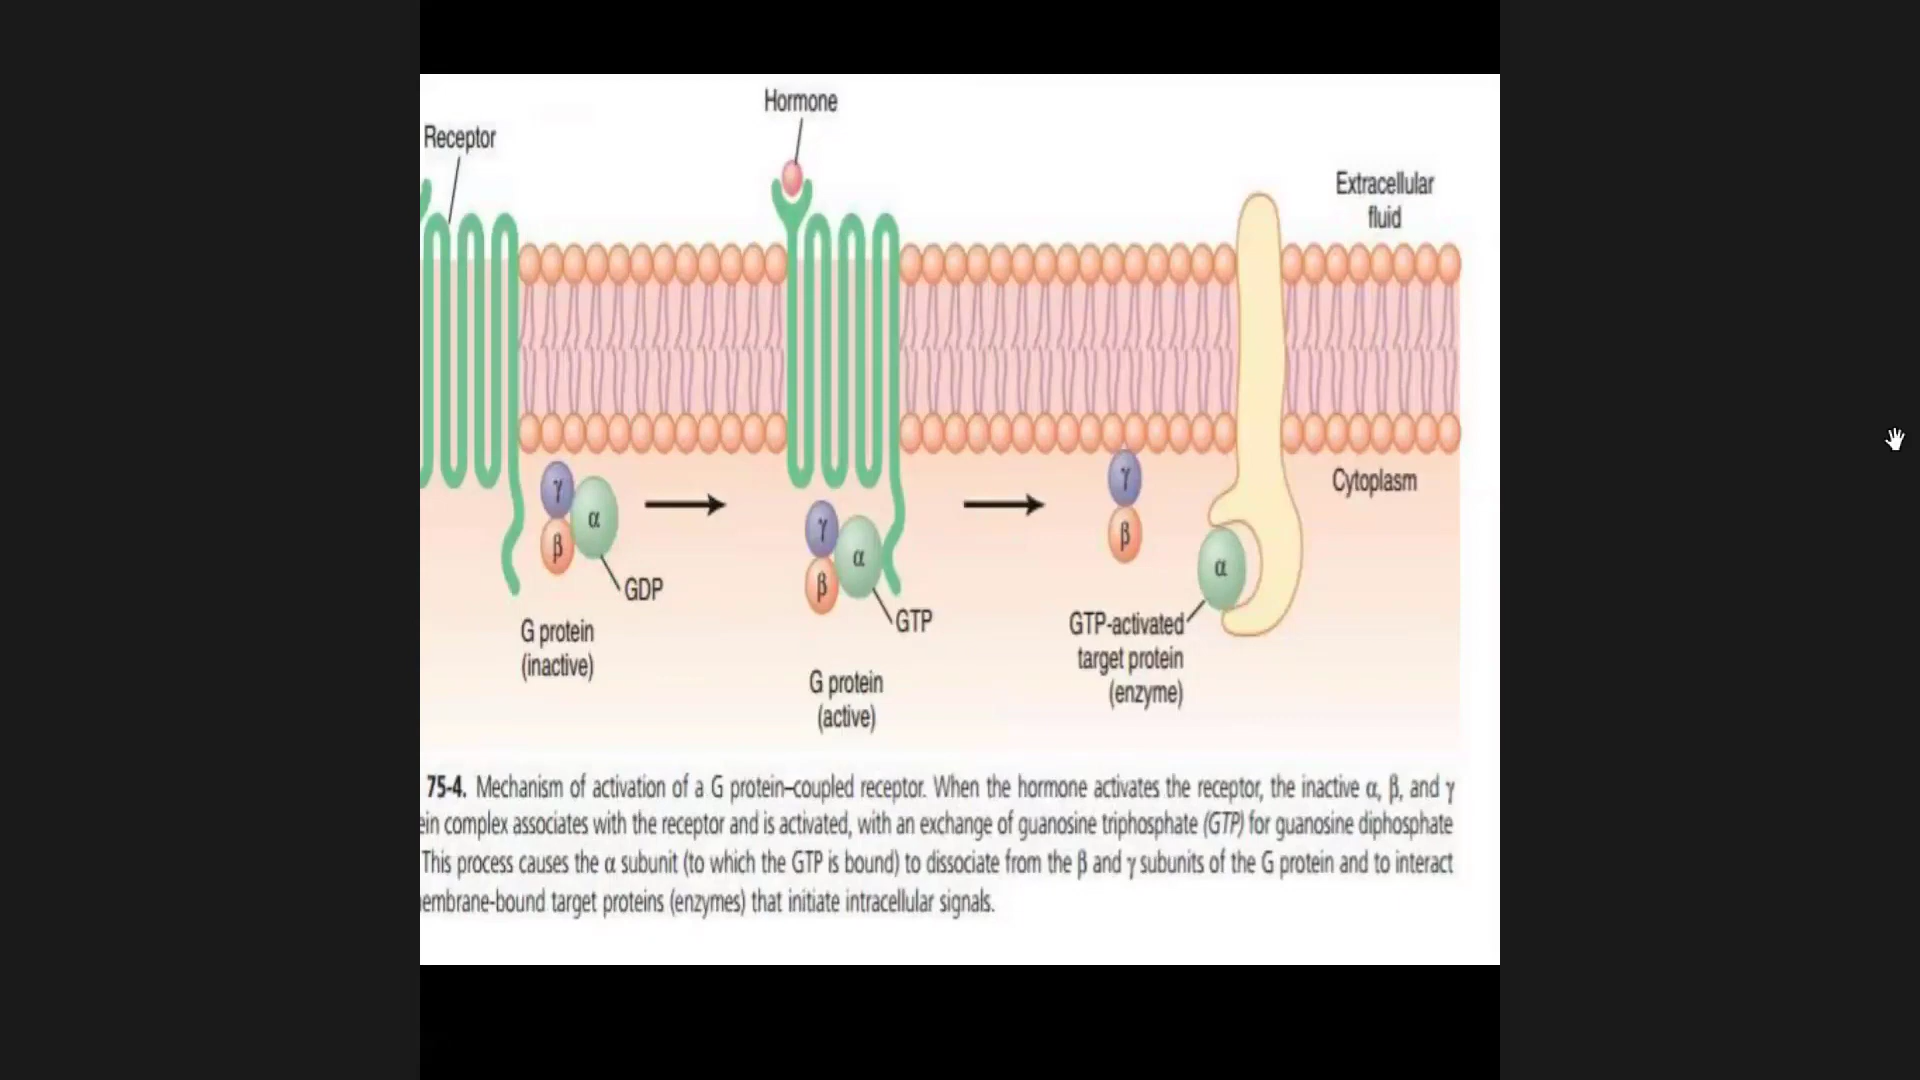 Hormone
Receptor
Extracellular
fluid
γ
α
β
GDP
G protein
(inactive)
γ
α
β
GTP
G protein
(active)
γ
β
Cytoplasm
α
GTP-activated
target protein
(enzyme)
75-4. Mechanism of activation of a G protein–coupled receptor. When the hormone activates the receptor, the inactive α, β, and γ
ein complex associates with the receptor and is activated, with an exchange of guanosine triphosphate (GTP) for guanosine diphosphate
This process causes the α subunit (to which the GTP is bound) to dissociate from the β and γ subunits of the G protein and to interact
embrane-bound target proteins (enzymes) that initiate intracellular signals.